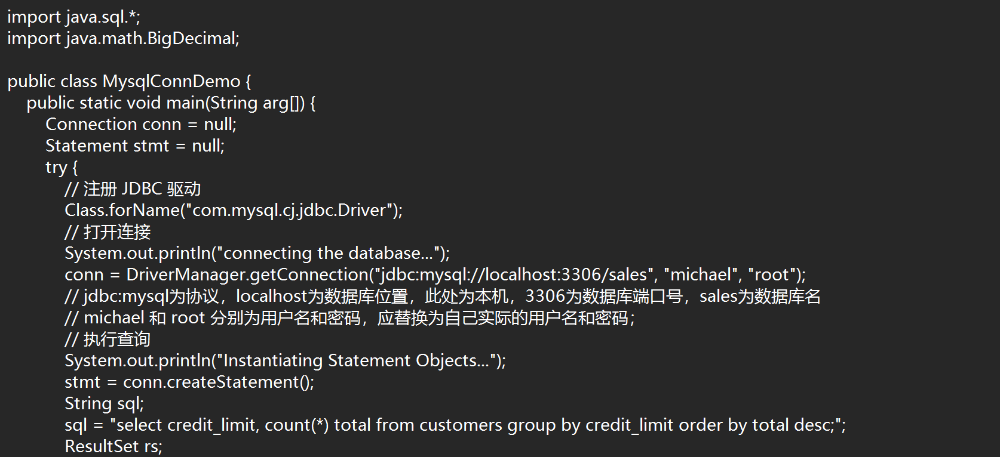 import java.sql.*;
import java.math.BigDecimal;
public class MysqlConnDemo {
public static void main(String arg[]) {
Connection conn = null;
Statement stmt = null;
try {
// 注册 JDBC 驱动
Class.forName("com.mysql.cj.jdbc.Driver");
// 打开连接
System.out.println("connecting the database...");
conn = DriverManager.getConnection("jdbc:mysql://localhost:3306/sales", "michael", "root");
// jdbc:mysql为协议，localhost为数据库位置，此处为本机，3306为数据库端口号，sales为数据库名
// michael 和 root 分别为用户名和密码，应替换为自己实际的用户名和密码；
// 执行查询
System.out.println("Instantiating Statement Objects...");
stmt = conn.createStatement();
String sql;
sql = "select credit_limit, count(*) total from customers group by credit_limit order by total desc;";
ResultSet rs;